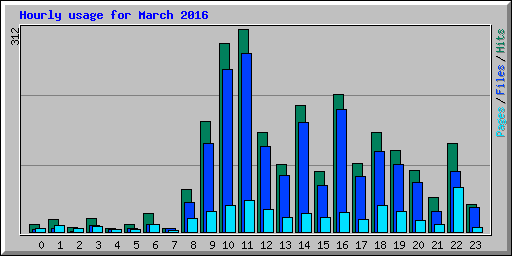 Hourly usage for March 2016
312
Pages/Files/Hits
0 1 2 3 4 5 6 7 8 9 10 11 12 13 14 15 16 17 18 19 20 21 22 23